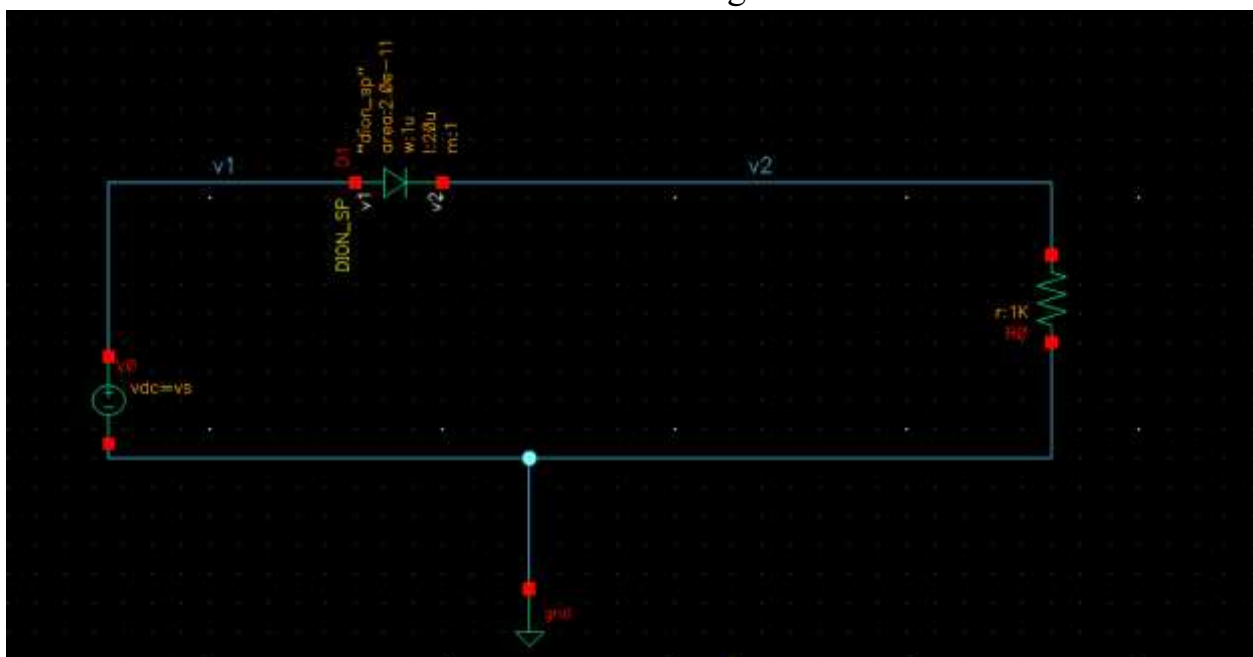 "dion_sp"
area:2.0e-11
w:1u
l:20u
m:1
D1
v1
v2
v1
v2
DION_SP
r:1K
R0
V0
vdc=vs
gnd